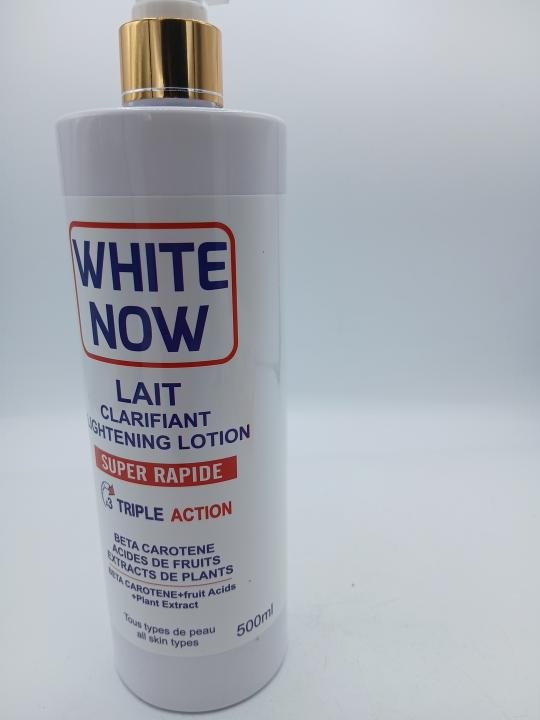 WHITE
NOW
LAIT
CLARIFIANT
LIGHTENING LOTION
SUPER RAPIDE
3 TRIPLE ACTION
BETA CAROTENE
ACIDES DE FRUITS
EXTRACTS DE PLANTS
BETA CAROTENE+fruit Acids
+Plant Extract
Tous types de peau
all skin types
500ml